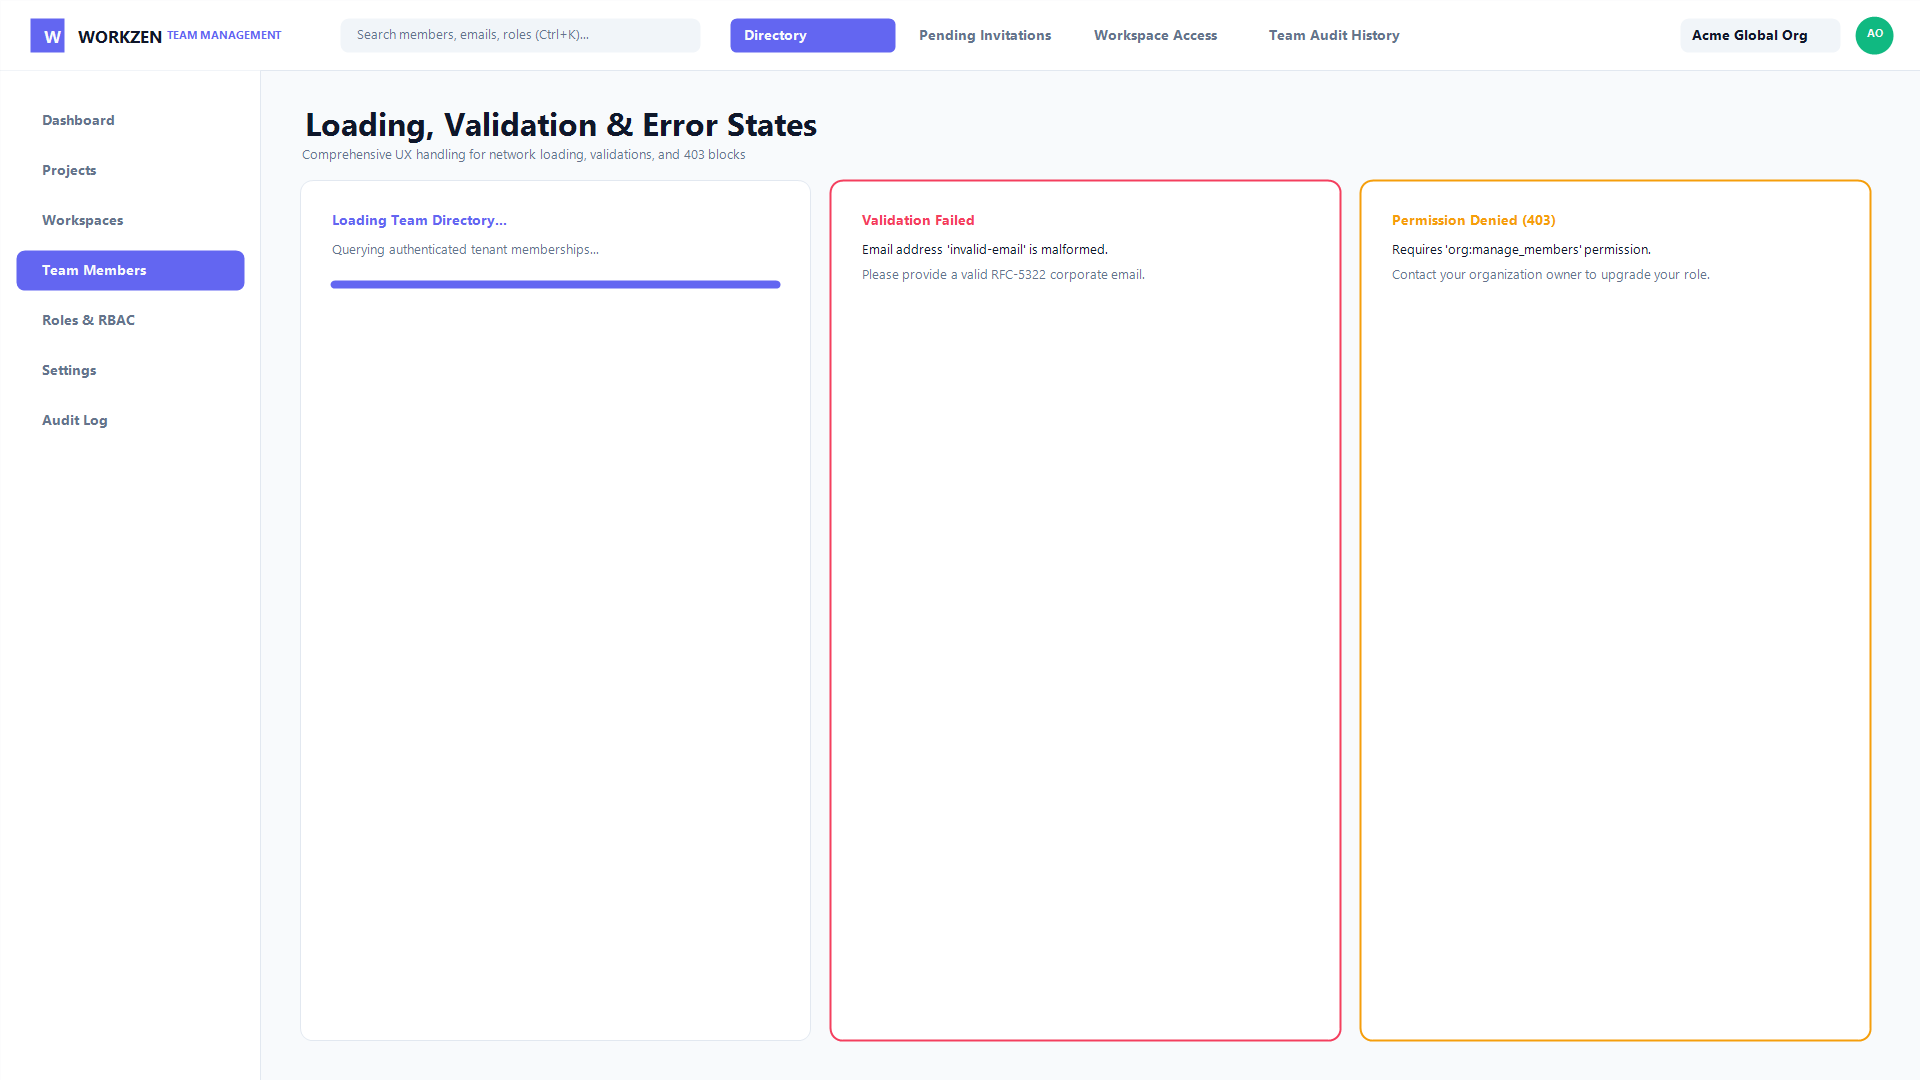 W WORKZEN TEAM MANAGEMENT
Search members, emails, roles (Ctrl+K)...
Directory
Pending Invitations
Workspace Access
Team Audit History
Acme Global Org
AO
Dashboard
Projects
Workspaces
Team Members
Roles & RBAC
Settings
Audit Log
Loading, Validation & Error States
Comprehensive UX handling for network loading, validations, and 403 blocks
Loading Team Directory...
Querying authenticated tenant memberships...
Validation Failed
Email address 'invalid-email' is malformed.
Please provide a valid RFC-5322 corporate email.
Permission Denied (403)
Requires 'org:manage_members' permission.
Contact your organization owner to upgrade your role.